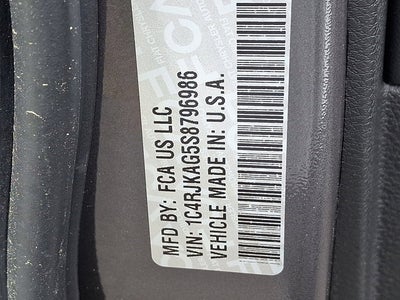 MFD BY: FCA US LLC
VIN: 1C4RJKAG5S8796986
VEHICLE MADE IN: U.S.A.